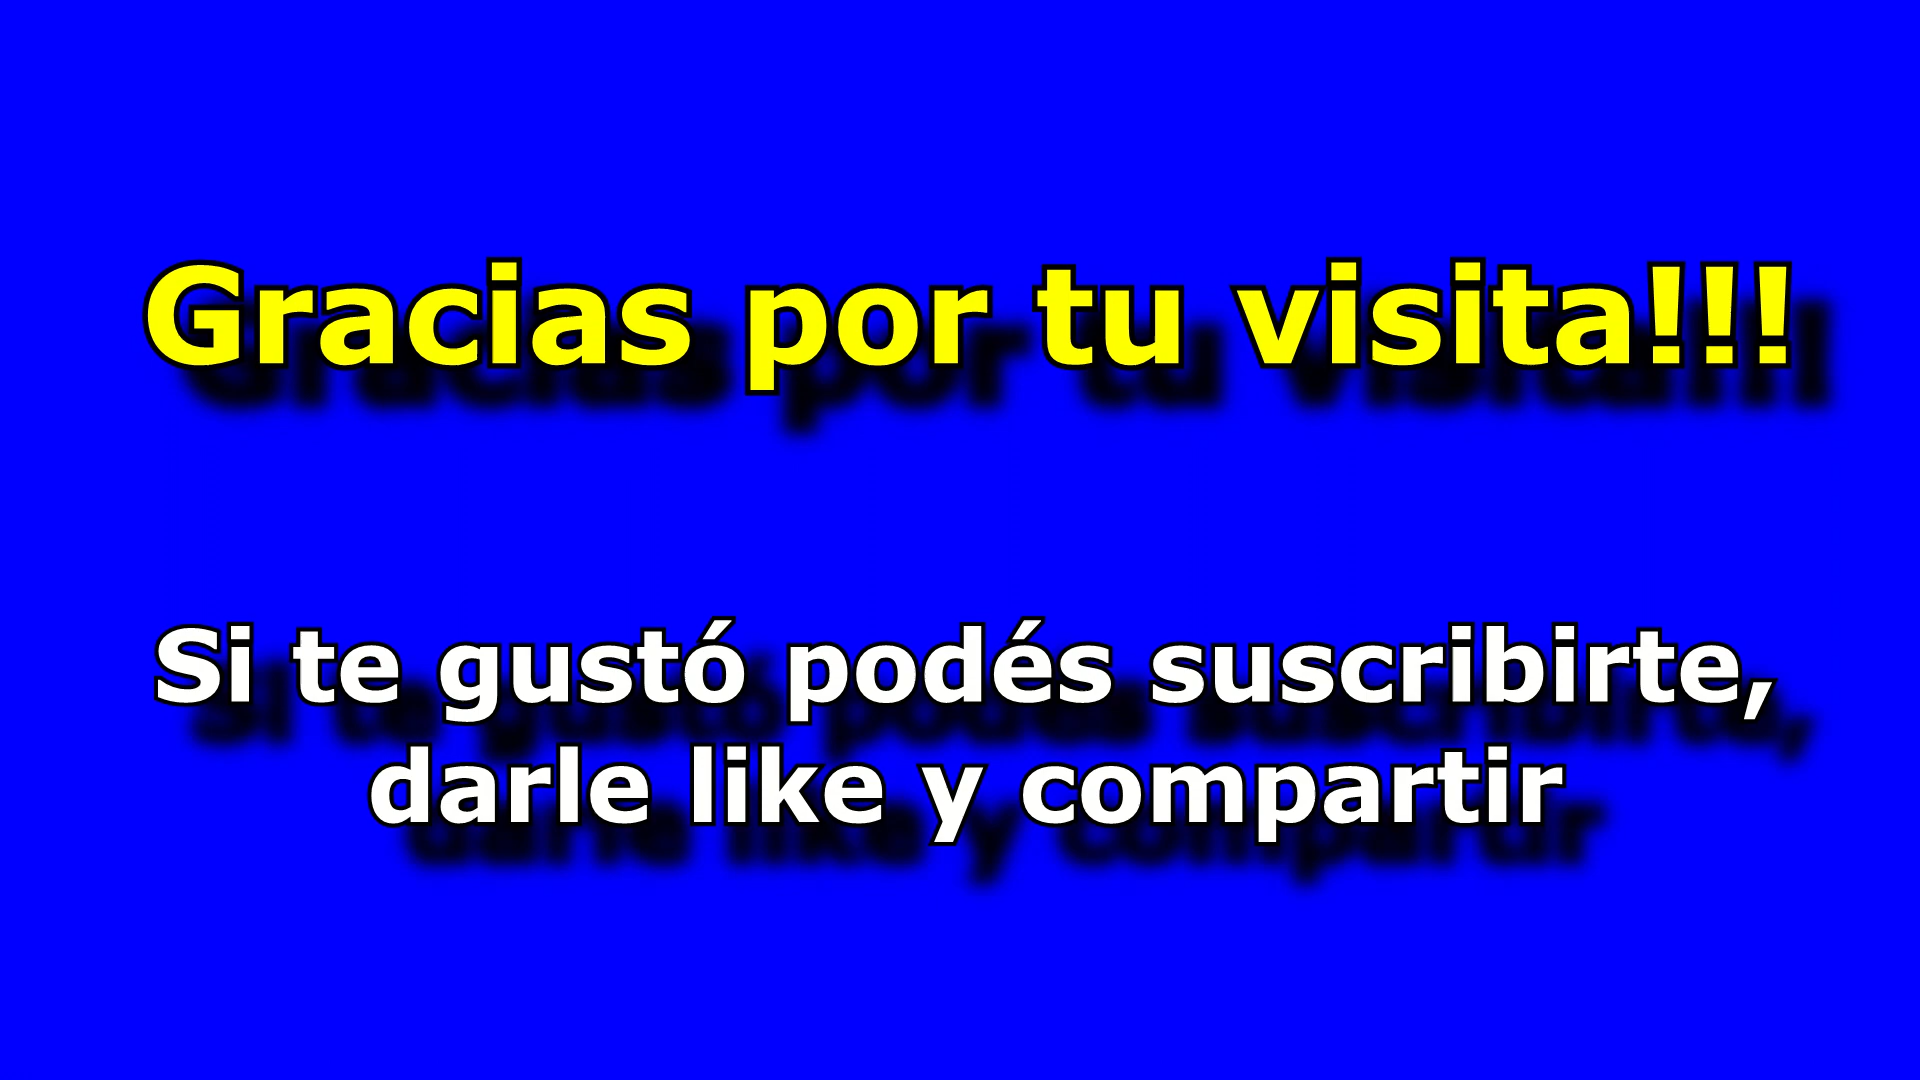 Gracias por tu visita!!!
Si te gustó podés suscribirte,
darle like y compartir